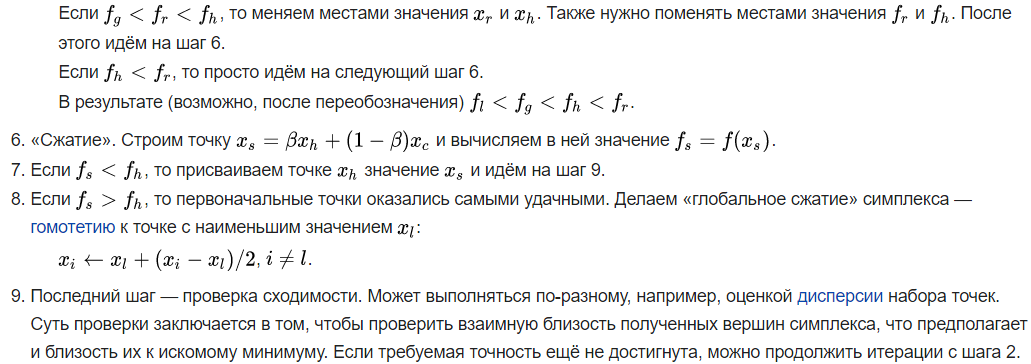 Если f_g < f_r < f_h, то меняем местами значения x_r и x_h. Также нужно поменять местами значения f_r и f_h. После
этого идём на шаг 6.
Если f_h < f_r, то просто идём на следующий шаг 6.
В результате (возможно, после переобозначения) f_l < f_g < f_h < f_r.
6. «Сжатие». Строим точку x_s = βx_h + (1 − β)x_c и вычисляем в ней значение f_s = f(x_s).
7. Если f_s < f_h, то присваиваем точке x_h значение x_s и идём на шаг 9.
8. Если f_s > f_h, то первоначальные точки оказались самыми удачными. Делаем «глобальное сжатие» симплекса —
гомотетию к точке с наименьшим значением x_l:
x_i ← x_l + (x_i − x_l)/2, i ≠ l.
9. Последний шаг — проверка сходимости. Может выполняться по-разному, например, оценкой дисперсии набора точек.
Суть проверки заключается в том, чтобы проверить взаимную близость полученных вершин симплекса, что предполагает
и близость их к искомому минимуму. Если требуемая точность ещё не достигнута, можно продолжить итерации с шага 2.